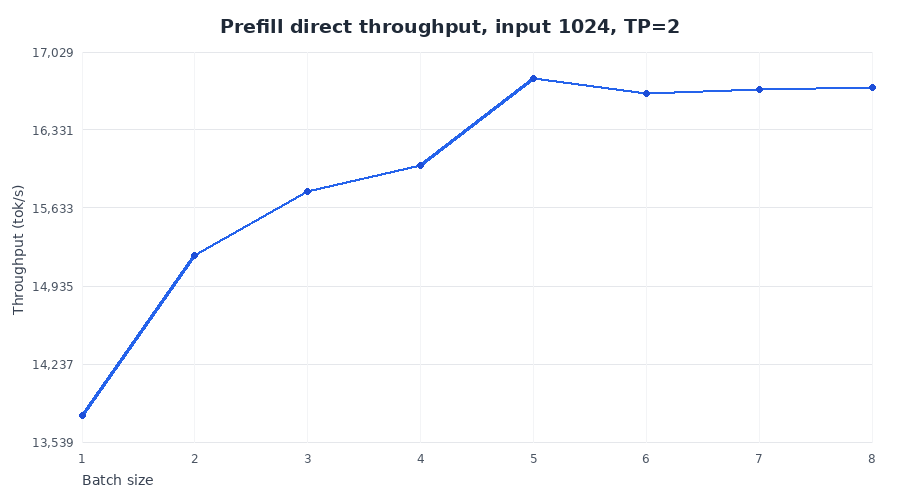 Prefill direct throughput, input 1024, TP=2
17,029
16,331
15,633
14,935
14,237
13,539
Throughput (tok/s)
1 2 3 4 5 6 7 8
Batch size